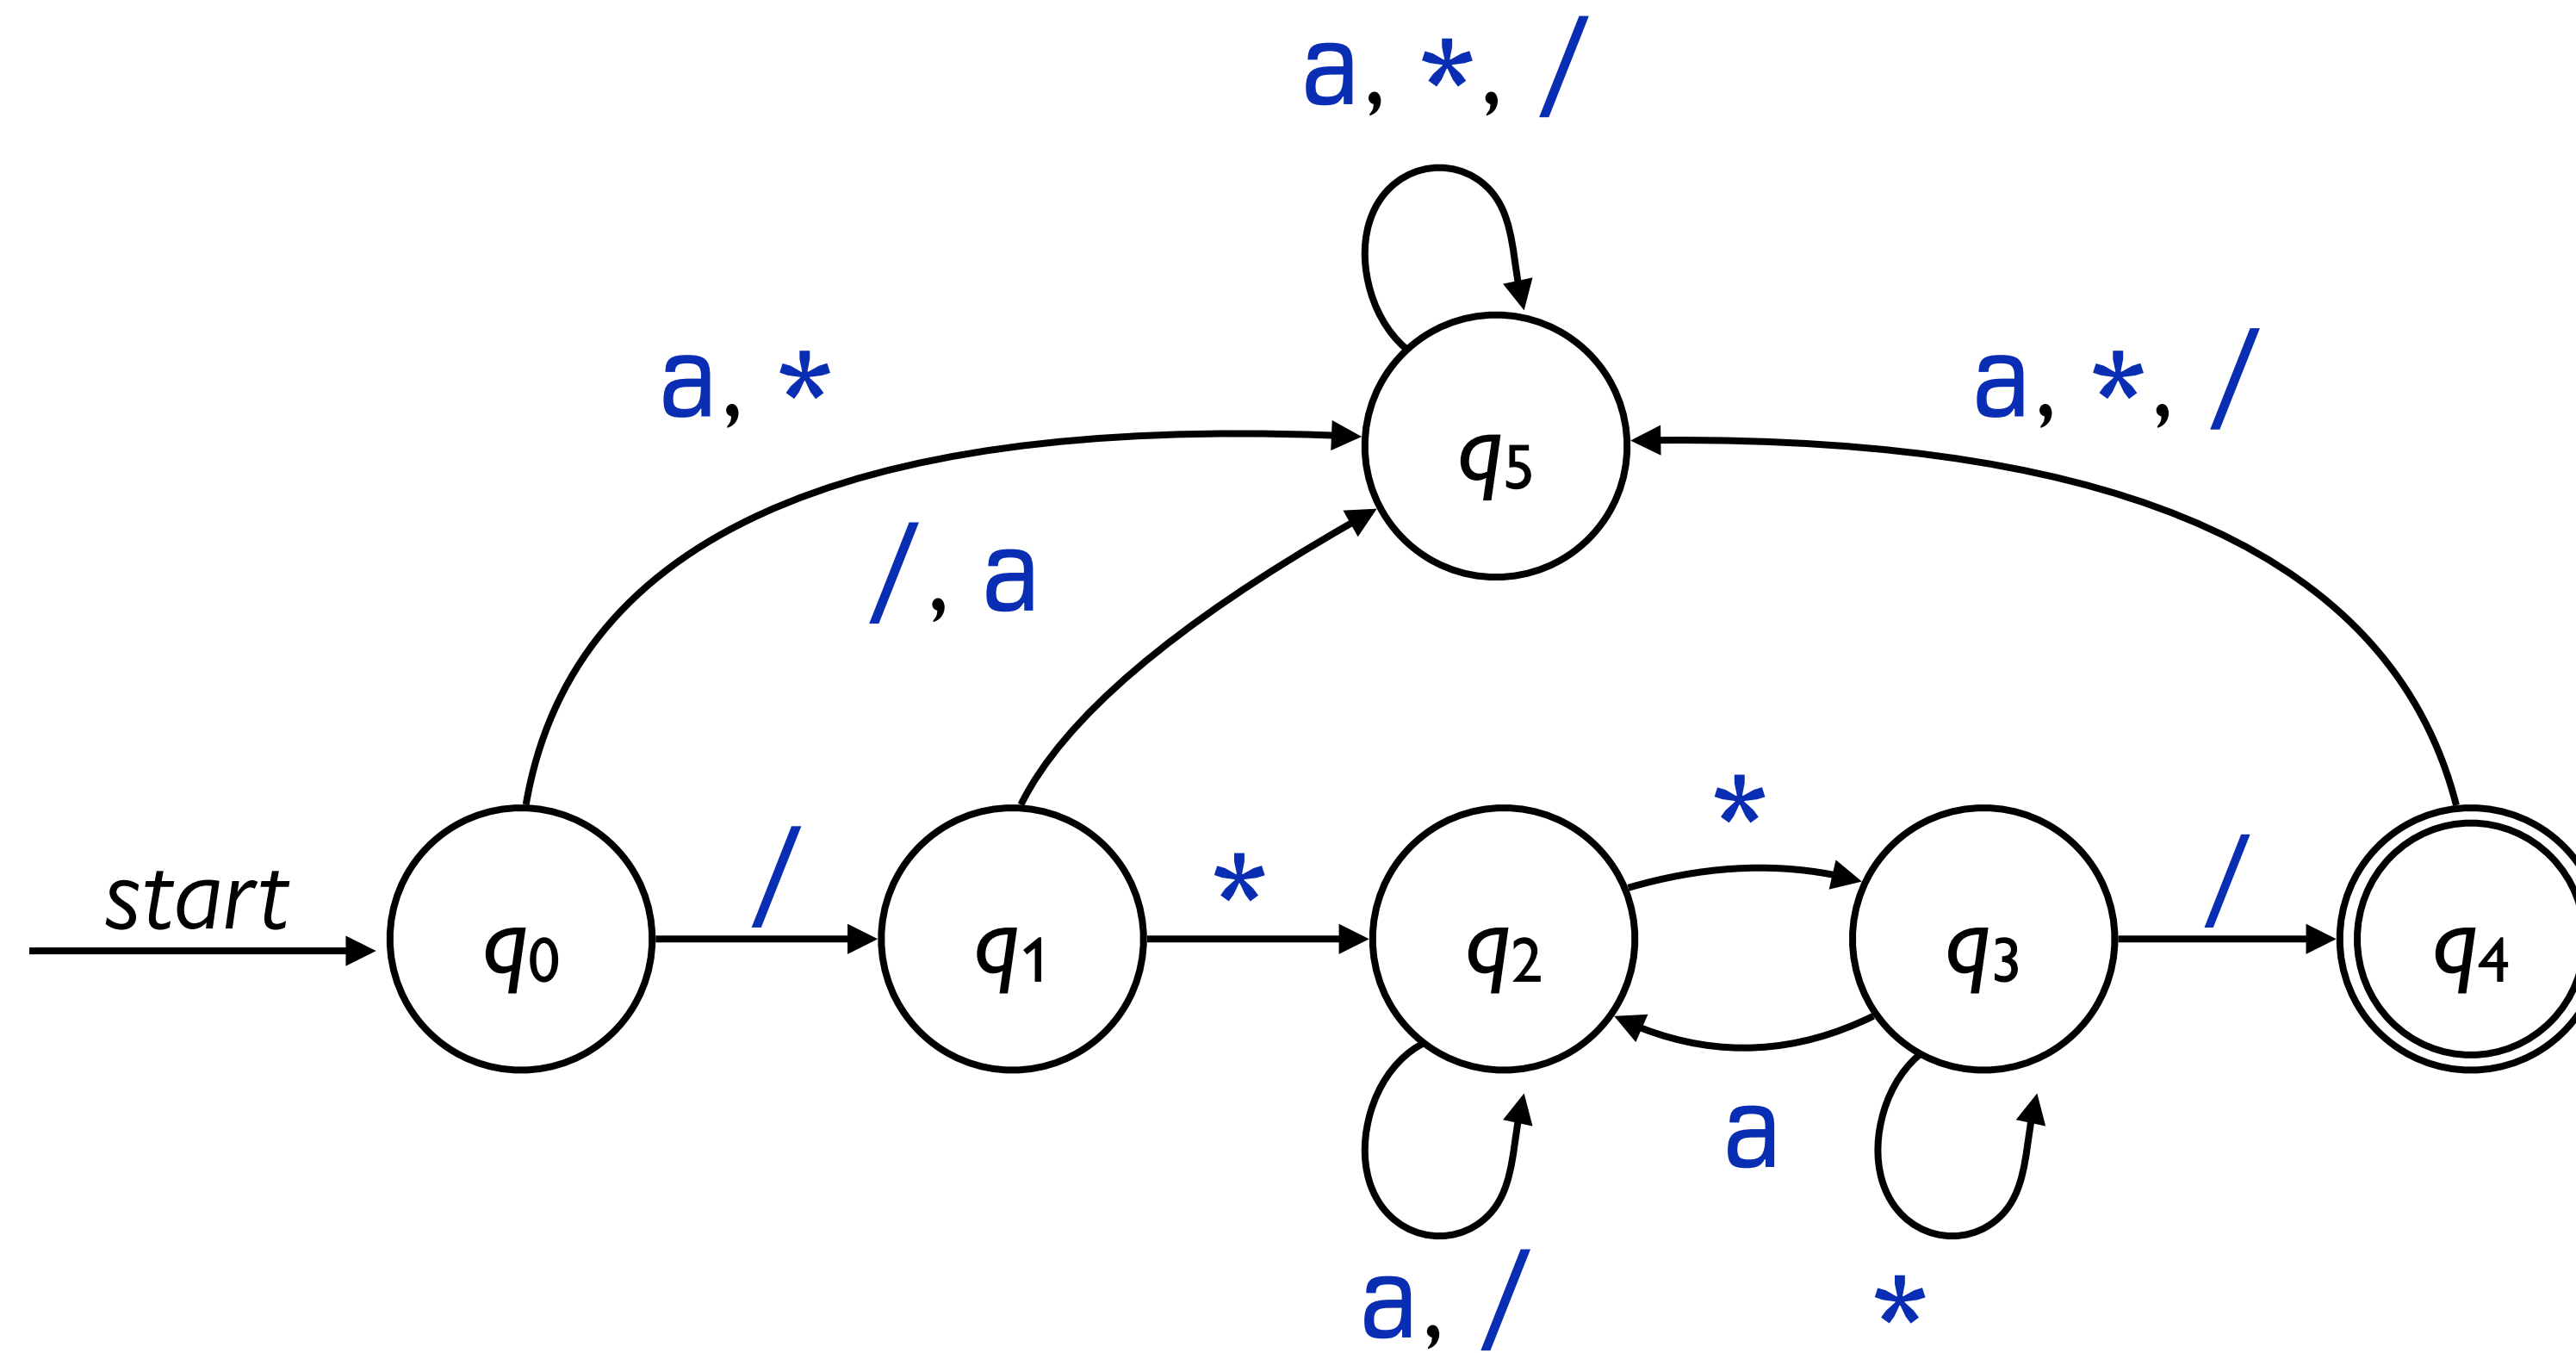 a, *, /
a, *
a, *, /
q5
/, a
*
start
/
*
/
q0
q1
q2
q3
q4
a
a, /
*